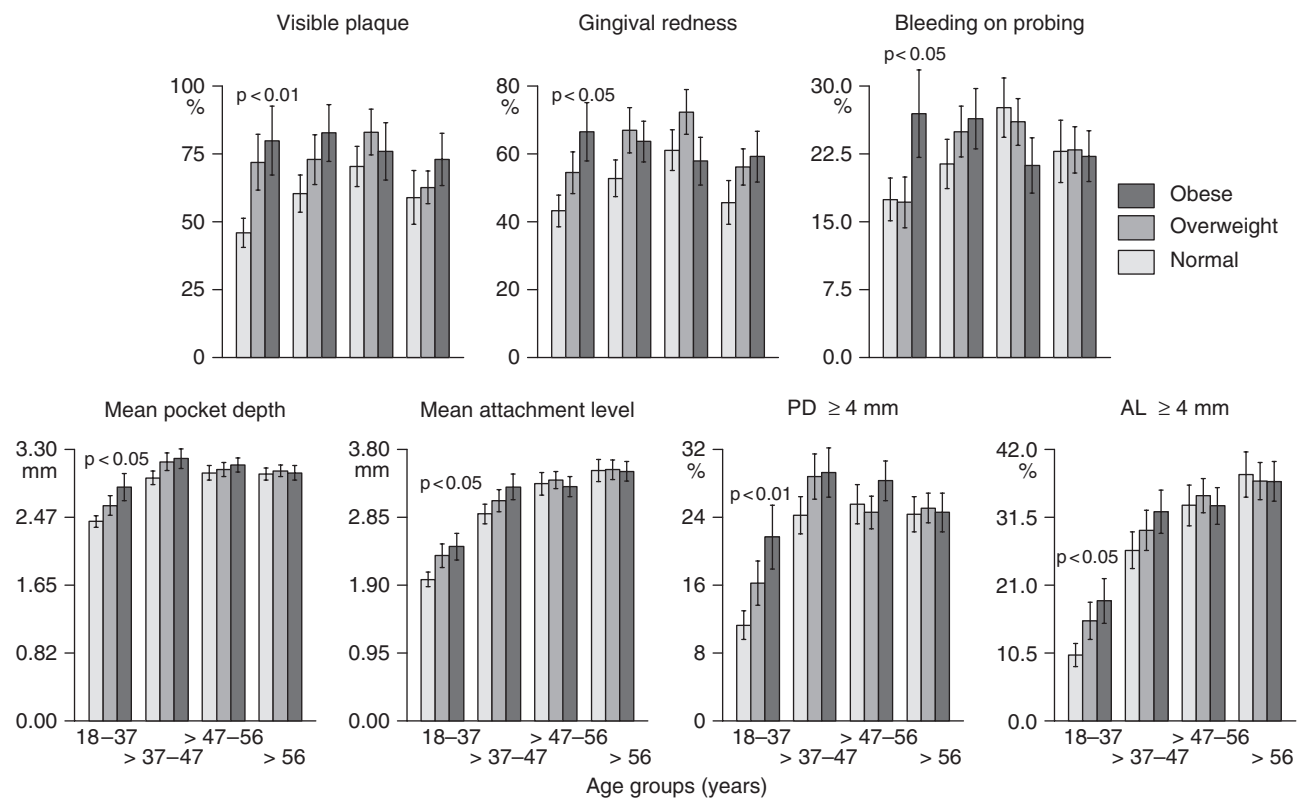 Visible plaque
Gingival redness
Bleeding on probing
100
%
75
50
25
0
p < 0.01
80
%
60
40
20
0
p < 0.05
30.0
%
22.5
15.0
7.5
0.0
p < 0.05
Obese
Overweight
Normal
Mean pocket depth
Mean attachment level
PD ≥ 4 mm
AL ≥ 4 mm
3.30
mm
2.47
1.65
0.82
0.00
p < 0.05
3.80
mm
2.85
1.90
0.95
0.00
p < 0.05
32
%
24
16
8
0
p < 0.01
42.0
%
31.5
21.0
10.5
0.0
p < 0.05
18–37 > 47–56
> 37–47 > 56
18–37 > 47–56
> 37–47 > 56
18–37 > 47–56
> 37–47 > 56
18–37 > 47–56
> 37–47 > 56
Age groups (years)